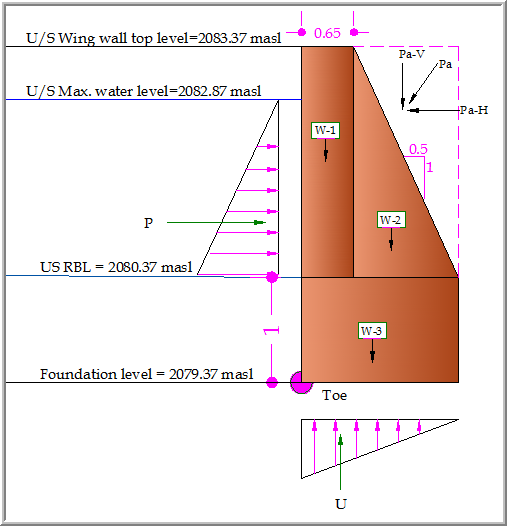 0.65
U/S Wing wall top level=2083.37 masl
Pa-V
Pa
U/S Max. water level=2082.87 masl
Pa-H
W-1
0.5
1
P
W-2
US RBL = 2080.37 masl
1
W-3
Foundation level = 2079.37 masl
Toe
U